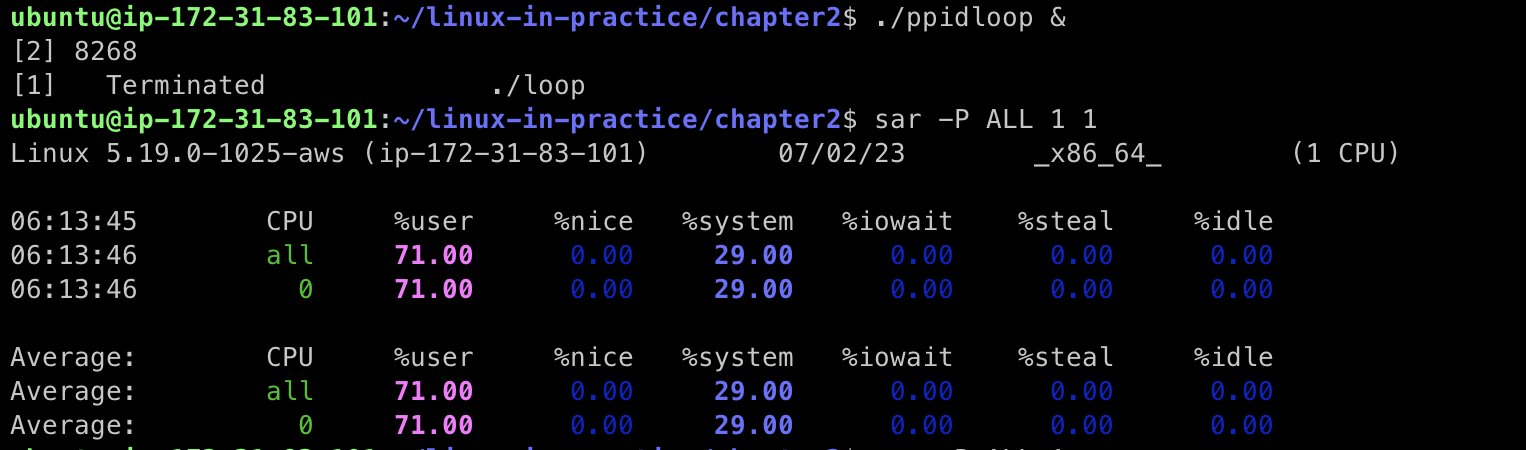 ubuntu@ip-172-31-83-101:~/linux-in-practice/chapter2$ ./ppidloop &
[2] 8268
[1]   Terminated              ./loop
ubuntu@ip-172-31-83-101:~/linux-in-practice/chapter2$ sar -P ALL 1 1
Linux 5.19.0-1025-aws (ip-172-31-83-101)        07/02/23        _x86_64_        (1 CPU)

06:13:45        CPU     %user     %nice   %system   %iowait    %steal     %idle
06:13:46        all     71.00      0.00     29.00      0.00      0.00      0.00
06:13:46          0     71.00      0.00     29.00      0.00      0.00      0.00

Average:        CPU     %user     %nice   %system   %iowait    %steal     %idle
Average:        all     71.00      0.00     29.00      0.00      0.00      0.00
Average:          0     71.00      0.00     29.00      0.00      0.00      0.00